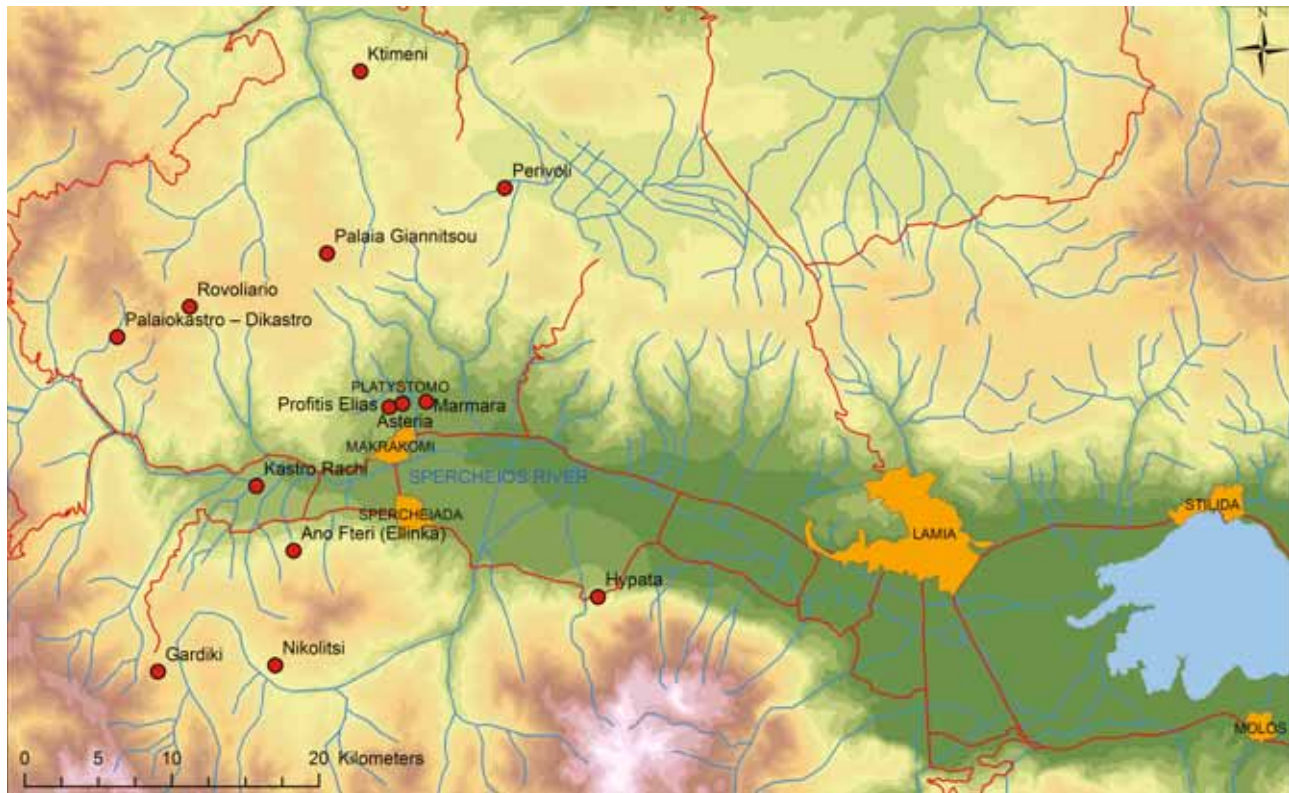 N
Ktimeni
Perivoli
Palaia Giannitsou
Rovoliario
Palaiokastro – Dikastro
PLATYSTOMO
Profitis Elias
Marmara
Asteria
MAKRAKOMI
Kastro Rachi
SPERCHEIOS RIVER
STILIDA
SPERCHEIADA
LAMIA
Ano Fteri (Ellinka)
Hypata
Nikolitsi
Gardiki
MOLOS
0 5 10 20 Kilometers